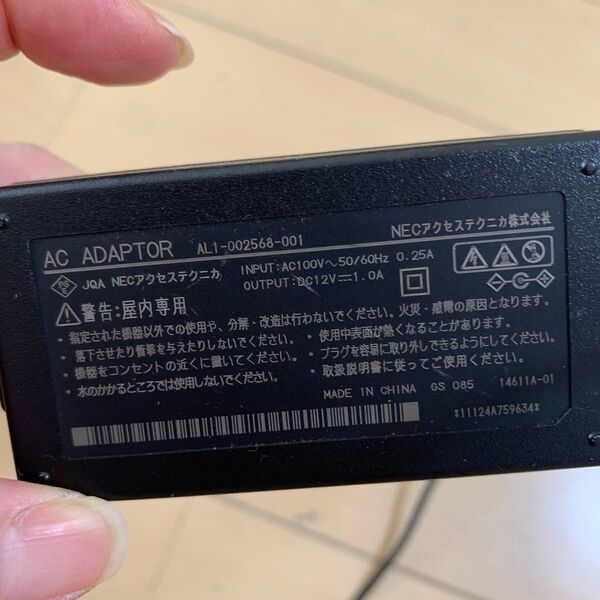 AC ADAPTOR AL1-002568-001 NECアクセステクニカ株式会社
PSE JQA NECアクセステクニカ INPUT:AC100V～50/60Hz 0.25A
OUTPUT:DC12V⎓1.0A
警告:屋内専用
・指定された機器以外での使用や、分解・改造は行わないでください。火災・感電の原因となります。
・落下させたり衝撃を与えたりしないでください。
・使用中表面が熱くなることがあります。
・機器をコンセントの近くに置いてください。
・プラグを容易に取り外しできるようにしてください。
・水のかかるところでは使用しないでください。
・取扱説明書に従ってご使用ください。
MADE IN CHINA GS 085 14611A-01
*11124A759634*